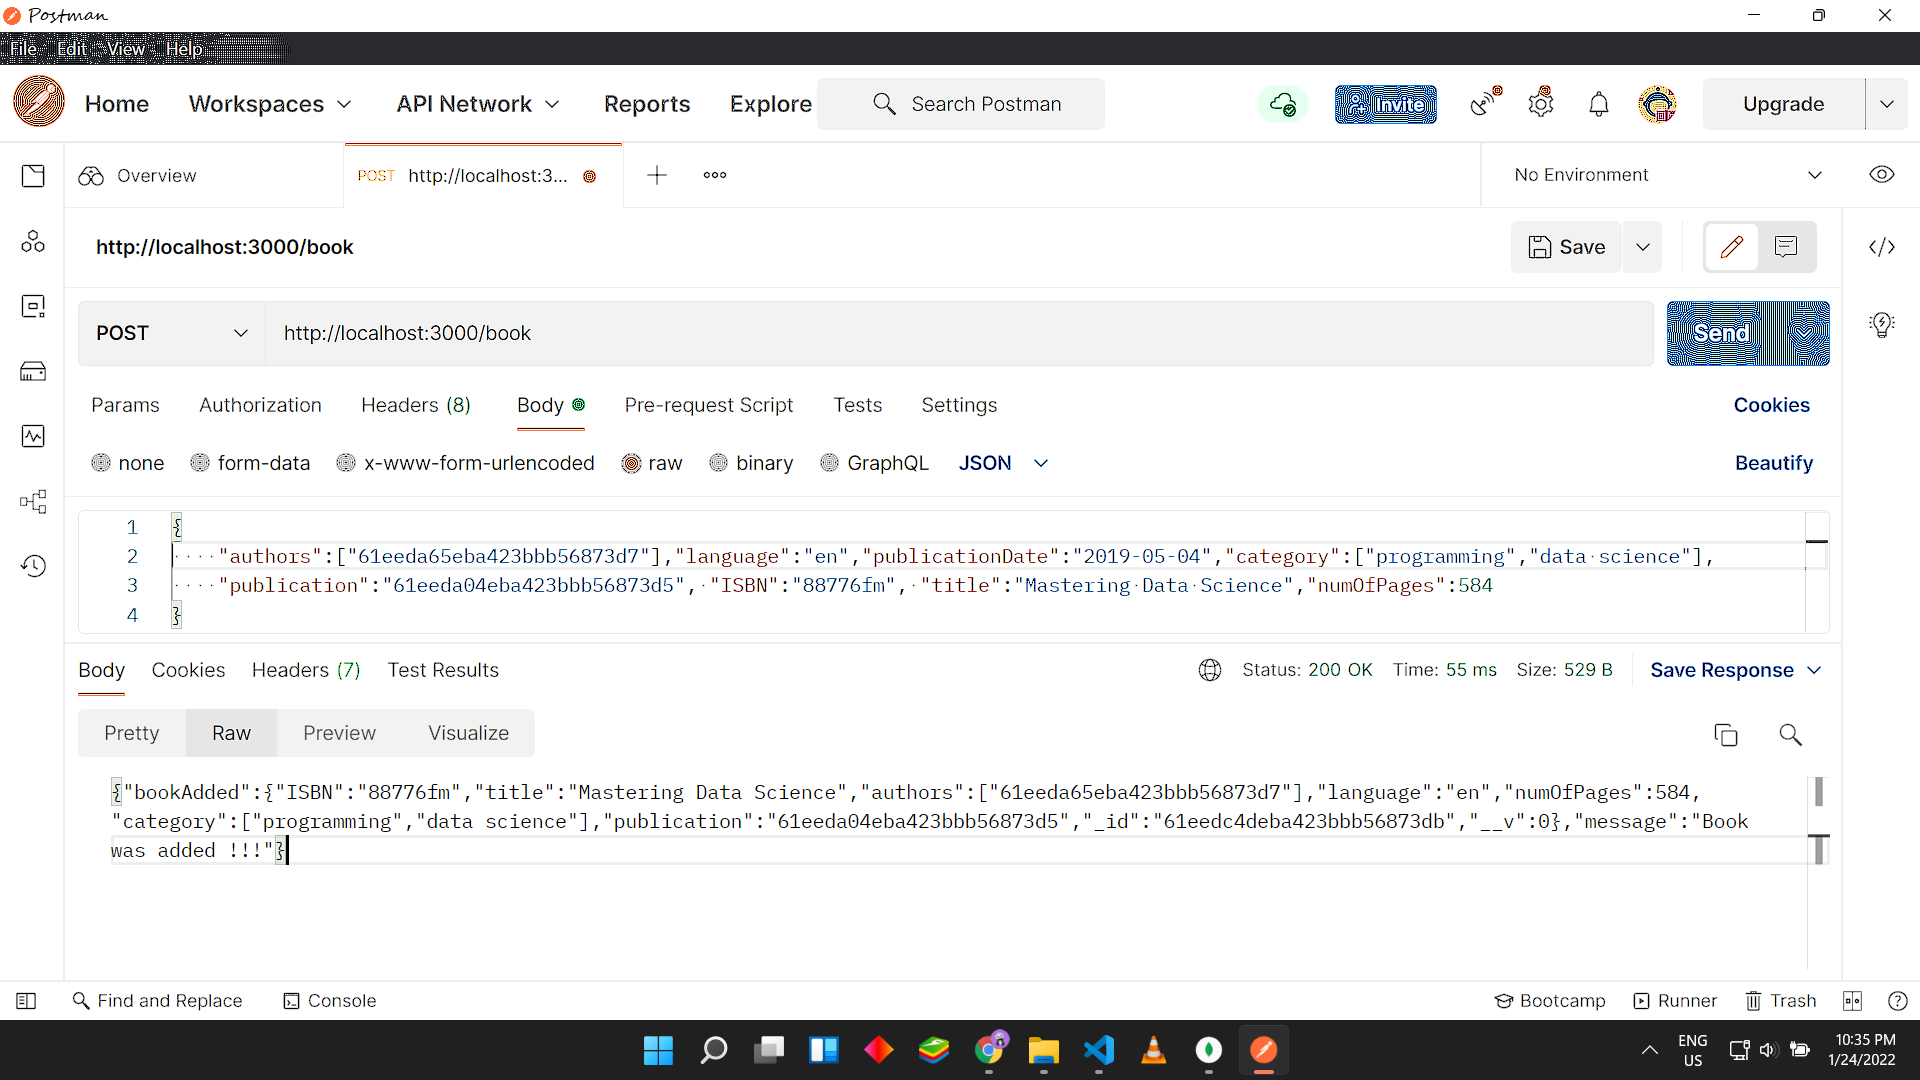 Postman
File Edit View Help
Home Workspaces API Network Reports Explore Search Postman Invite Upgrade
Overview POST http://localhost:3... No Environment
http://localhost:3000/book Save
POST http://localhost:3000/book Send
Params Authorization Headers (8) Body Pre-request Script Tests Settings Cookies
none form-data x-www-form-urlencoded raw binary GraphQL JSON Beautify
1 {
2 ····"authors":["61eeda65eba423bbb56873d7"],"language":"en","publicationDate":"2019-05-04","category":["programming","data·science"],
3 ····"publication":"61eeda04eba423bbb56873d5",·"ISBN":"88776fm",·"title":"Mastering·Data·Science","numOfPages":584
4 }
Body Cookies Headers (7) Test Results Status: 200 OK Time: 55 ms Size: 529 B Save Response
Pretty Raw Preview Visualize
{"bookAdded":{"ISBN":"88776fm","title":"Mastering Data Science","authors":["61eeda65eba423bbb56873d7"],"language":"en","numOfPages":584,
"category":["programming","data science"],"publication":"61eeda04eba423bbb56873d5","_id":"61eedc4deba423bbb56873db","__v":0},"message":"Book
was added !!!"}
Find and Replace Console Bootcamp Runner Trash
ENG
US
10:35 PM
1/24/2022